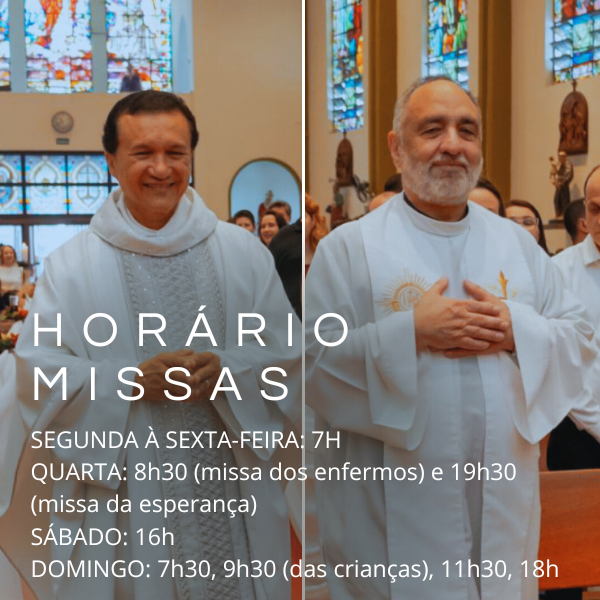 HORÁRIO
MISSAS
SEGUNDA À SEXTA-FEIRA: 7H
QUARTA: 8h30 (missa dos enfermos) e 19h30
(missa da esperança)
SÁBADO: 16h
DOMINGO: 7h30, 9h30 (das crianças), 11h30, 18h